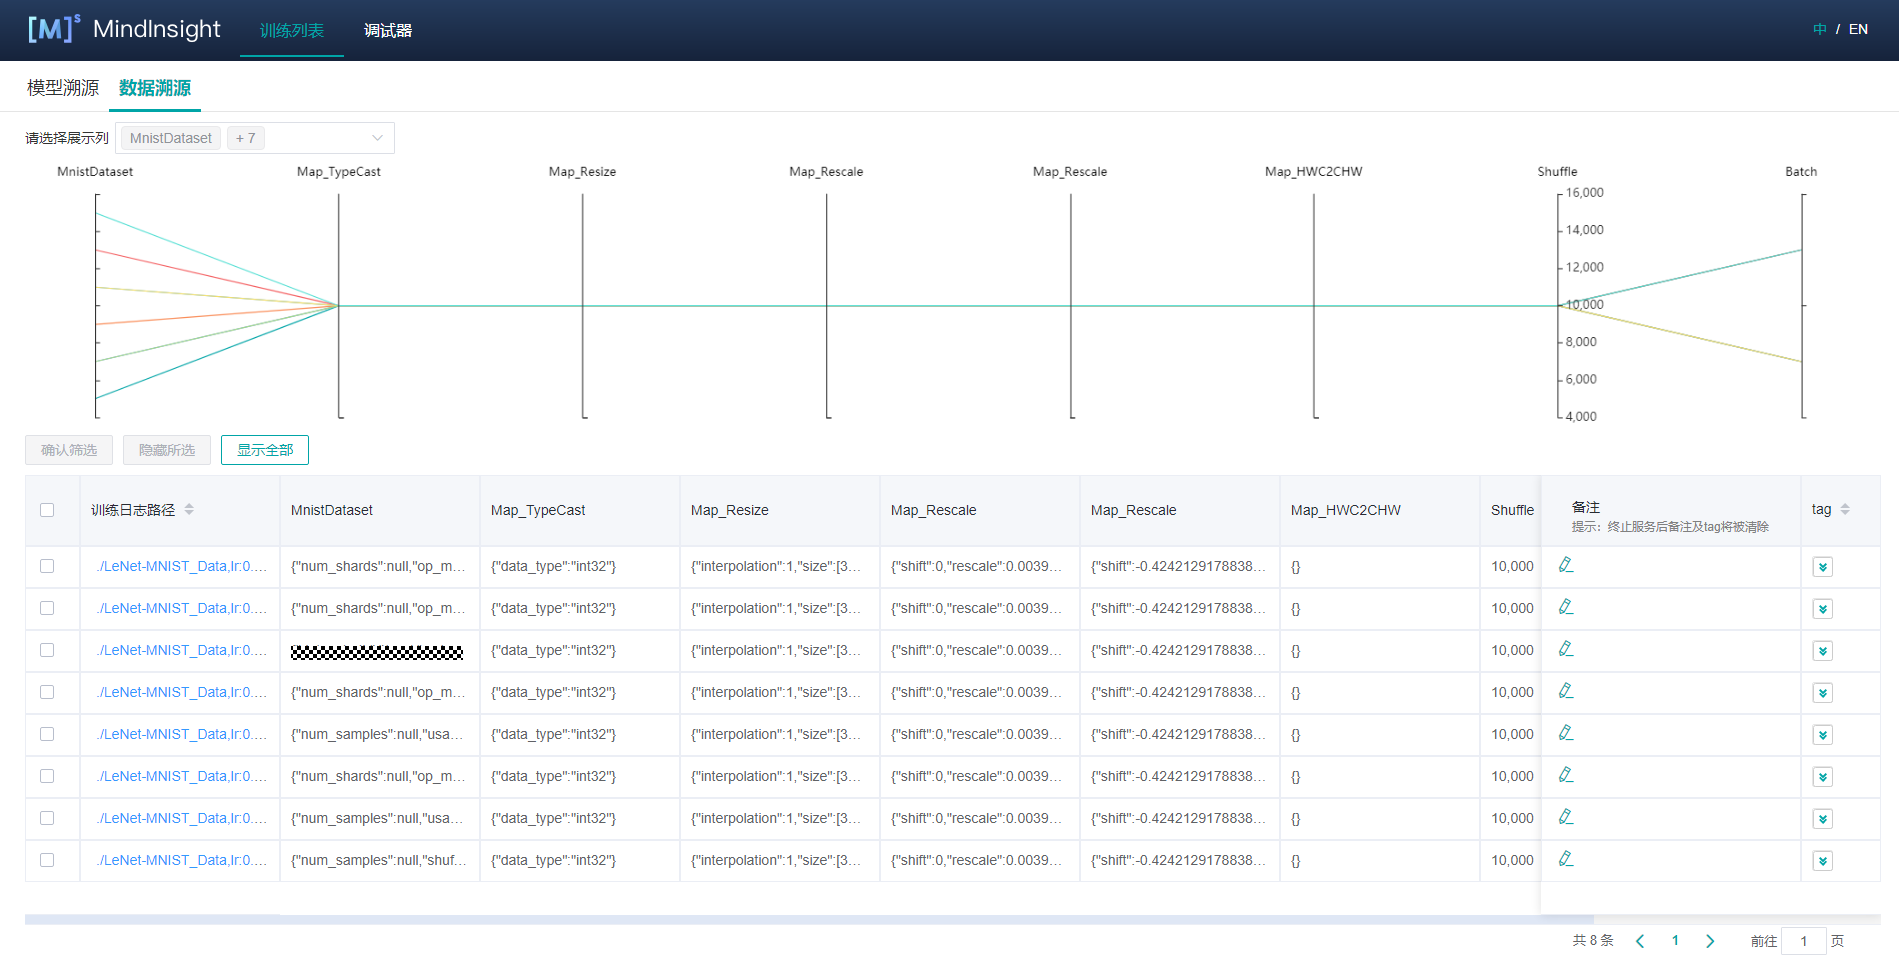 [M]s MindInsight 训练列表 调试器 中 / EN
模型溯源 数据溯源
请选择展示列 MnistDataset + 7
MnistDataset Map_TypeCast Map_Resize Map_Rescale Map_Rescale Map_HWC2CHW Shuffle Batch
16,000
14,000
12,000
10,000
8,000
6,000
4,000
确认筛选 隐藏所选 显示全部
训练日志路径 MnistDataset Map_TypeCast Map_Resize Map_Rescale Map_Rescale Map_HWC2CHW Shuffle 备注 tag
提示：终止服务后备注及tag将被清除
./LeNet-MNIST_Data,lr:0.... {"num_shards":null,"op_m... {"data_type":"int32"} {"interpolation":1,"size":[3... {"shift":0,"rescale":0.0039... {"shift":-0.4242129178838... {} 10,000
./LeNet-MNIST_Data,lr:0.... {"num_shards":null,"op_m... {"data_type":"int32"} {"interpolation":1,"size":[3... {"shift":0,"rescale":0.0039... {"shift":-0.4242129178838... {} 10,000
./LeNet-MNIST_Data,lr:0.... {"data_type":"int32"} {"interpolation":1,"size":[3... {"shift":0,"rescale":0.0039... {"shift":-0.4242129178838... {} 10,000
./LeNet-MNIST_Data,lr:0.... {"num_shards":null,"op_m... {"data_type":"int32"} {"interpolation":1,"size":[3... {"shift":0,"rescale":0.0039... {"shift":-0.4242129178838... {} 10,000
./LeNet-MNIST_Data,lr:0.... {"num_samples":null,"usa... {"data_type":"int32"} {"interpolation":1,"size":[3... {"shift":0,"rescale":0.0039... {"shift":-0.4242129178838... {} 10,000
./LeNet-MNIST_Data,lr:0.... {"num_shards":null,"op_m... {"data_type":"int32"} {"interpolation":1,"size":[3... {"shift":0,"rescale":0.0039... {"shift":-0.4242129178838... {} 10,000
./LeNet-MNIST_Data,lr:0.... {"num_samples":null,"usa... {"data_type":"int32"} {"interpolation":1,"size":[3... {"shift":0,"rescale":0.0039... {"shift":-0.4242129178838... {} 10,000
./LeNet-MNIST_Data,lr:0.... {"num_samples":null,"shuf... {"data_type":"int32"} {"interpolation":1,"size":[3... {"shift":0,"rescale":0.0039... {"shift":-0.4242129178838... {} 10,000
共 8 条 1 前往 1 页